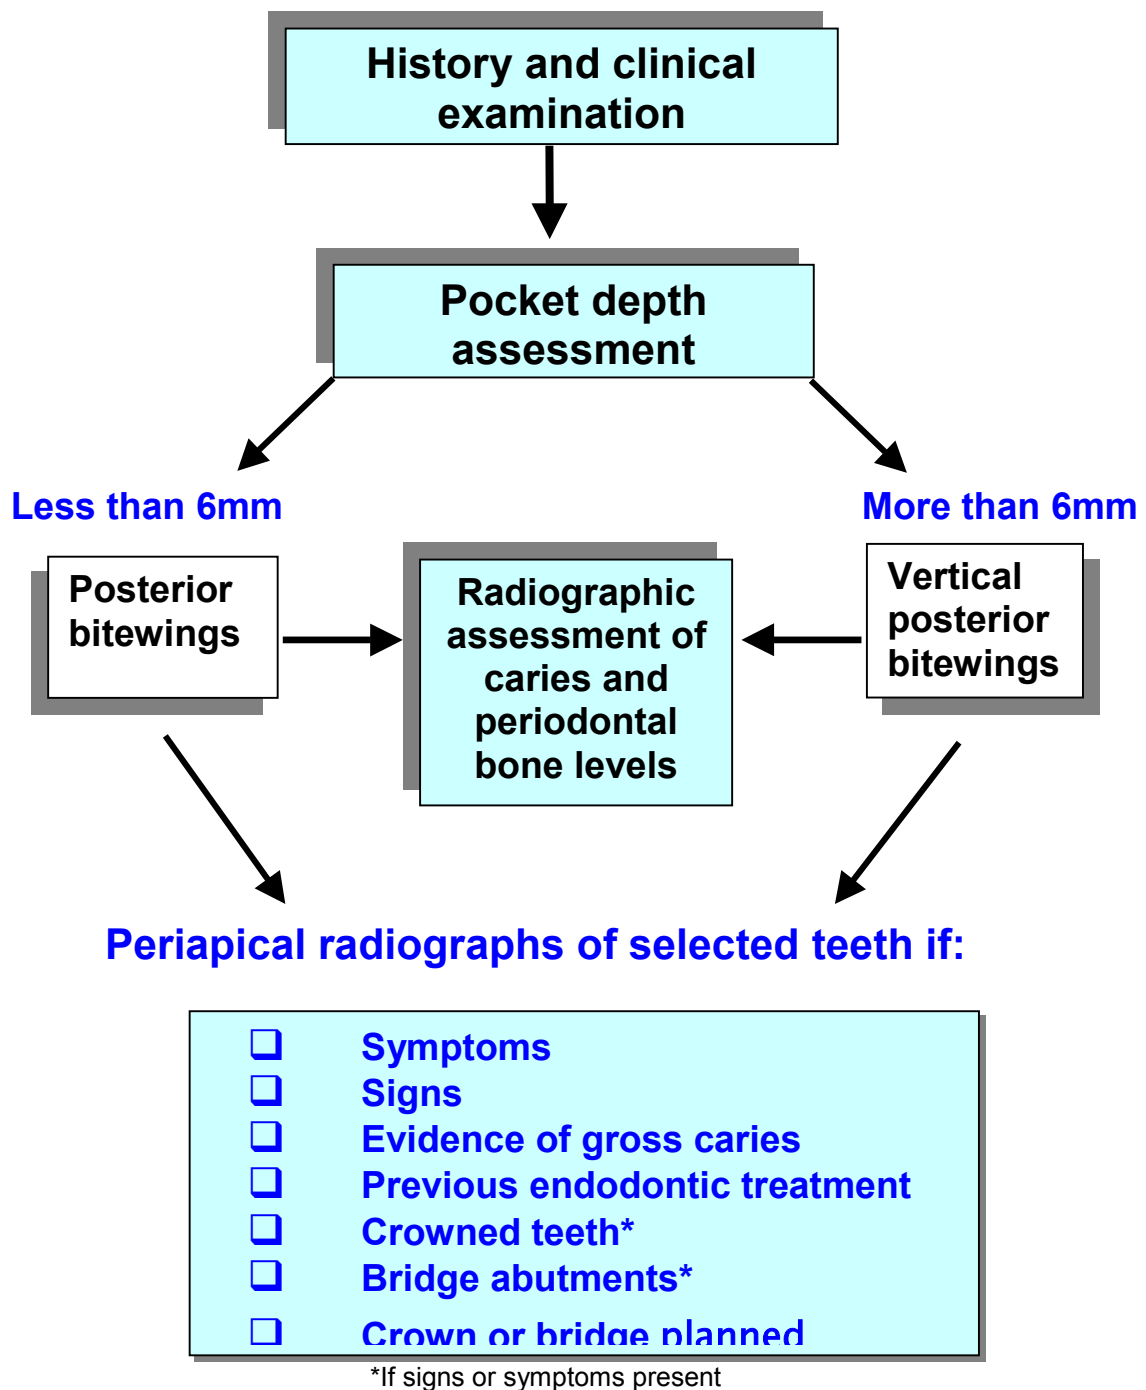 History and clinical
examination
Pocket depth
assessment
Less than 6mm
More than 6mm
Posterior
bitewings
Radiographic
assessment of
caries and
periodontal
bone levels
Vertical
posterior
bitewings
Periapical radiographs of selected teeth if:
❑ Symptoms
❑ Signs
❑ Evidence of gross caries
❑ Previous endodontic treatment
❑ Crowned teeth*
❑ Bridge abutments*
❑ Crown or bridge planned
*If signs or symptoms present